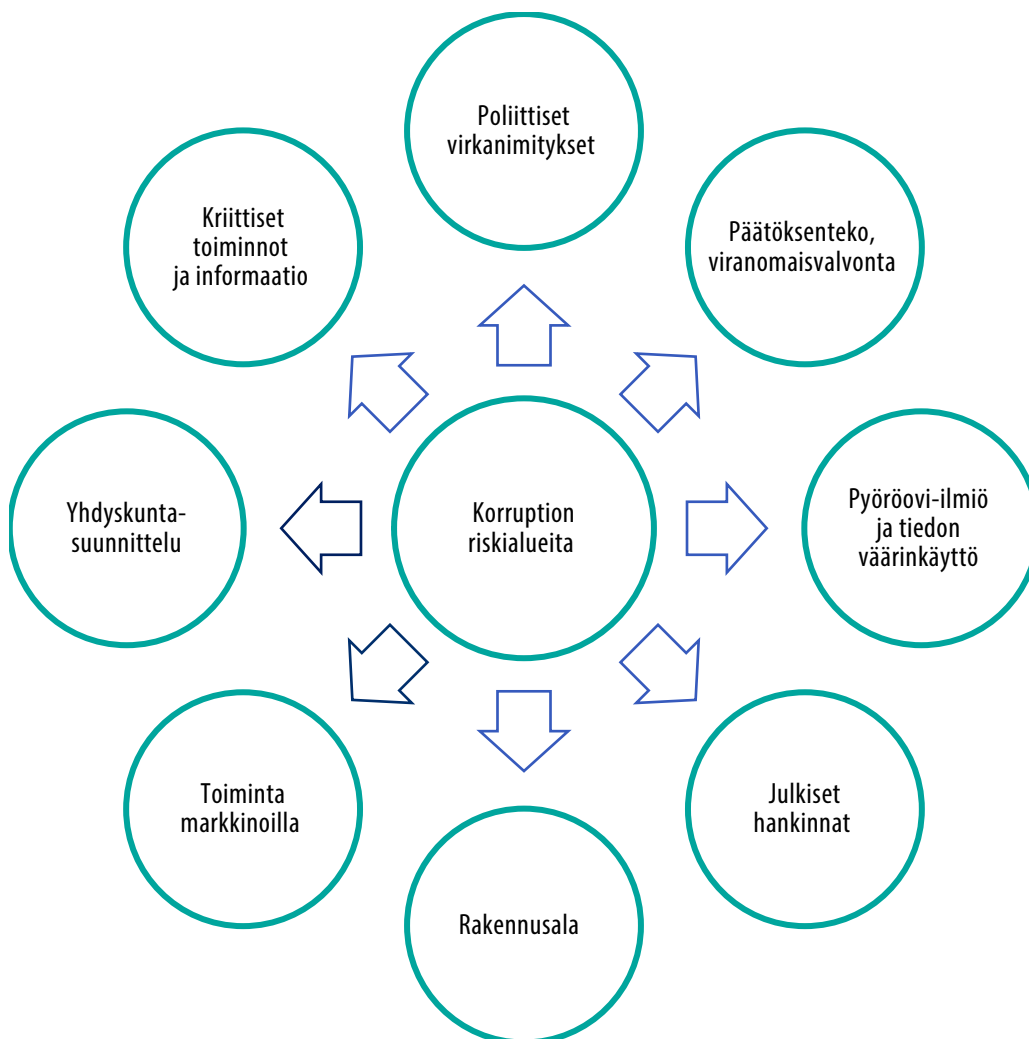 Poliittiset
virkanimitykset
Kriittiset
toiminnot
ja informaatio
Päätöksenteko,
viranomaisvalvonta
Yhdyskunta-
suunnittelu
Korruption
riskialueita
Pyöröovi-ilmiö
ja tiedon
väärinkäyttö
Toiminta
markkinoilla
Julkiset
hankinnat
Rakennusala